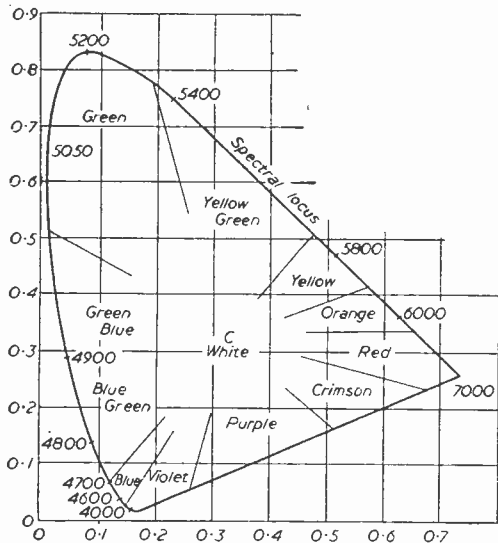 0.9
5200
0.8
5400
Green
0.7
5050
Spectral locus
0.6
Yellow
Green
0.5
5800
Yellow
0.4
Green
Blue
Orange
6000
C
White
0.3
4900
Red
7000
Blue
Green
Crimson
0.2
Purple
4800
0.1
4700
Blue
Violet
4600
4000
0
0 0.1 0.2 0.3 0.4 0.5 0.6 0.7